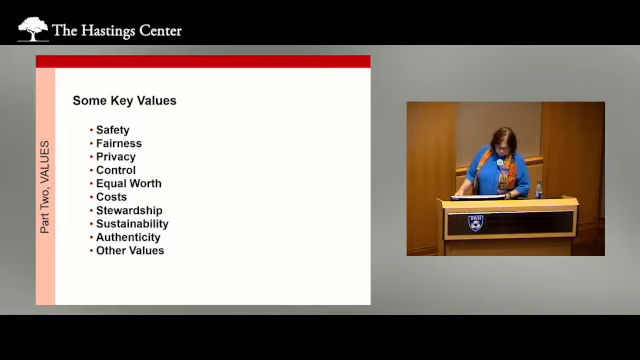 The Hastings Center
Some Key Values
• Safety
• Fairness
• Privacy
• Control
• Equal Worth
• Costs
• Stewardship
• Sustainability
• Authenticity
• Other Values
Part Two, VALUES